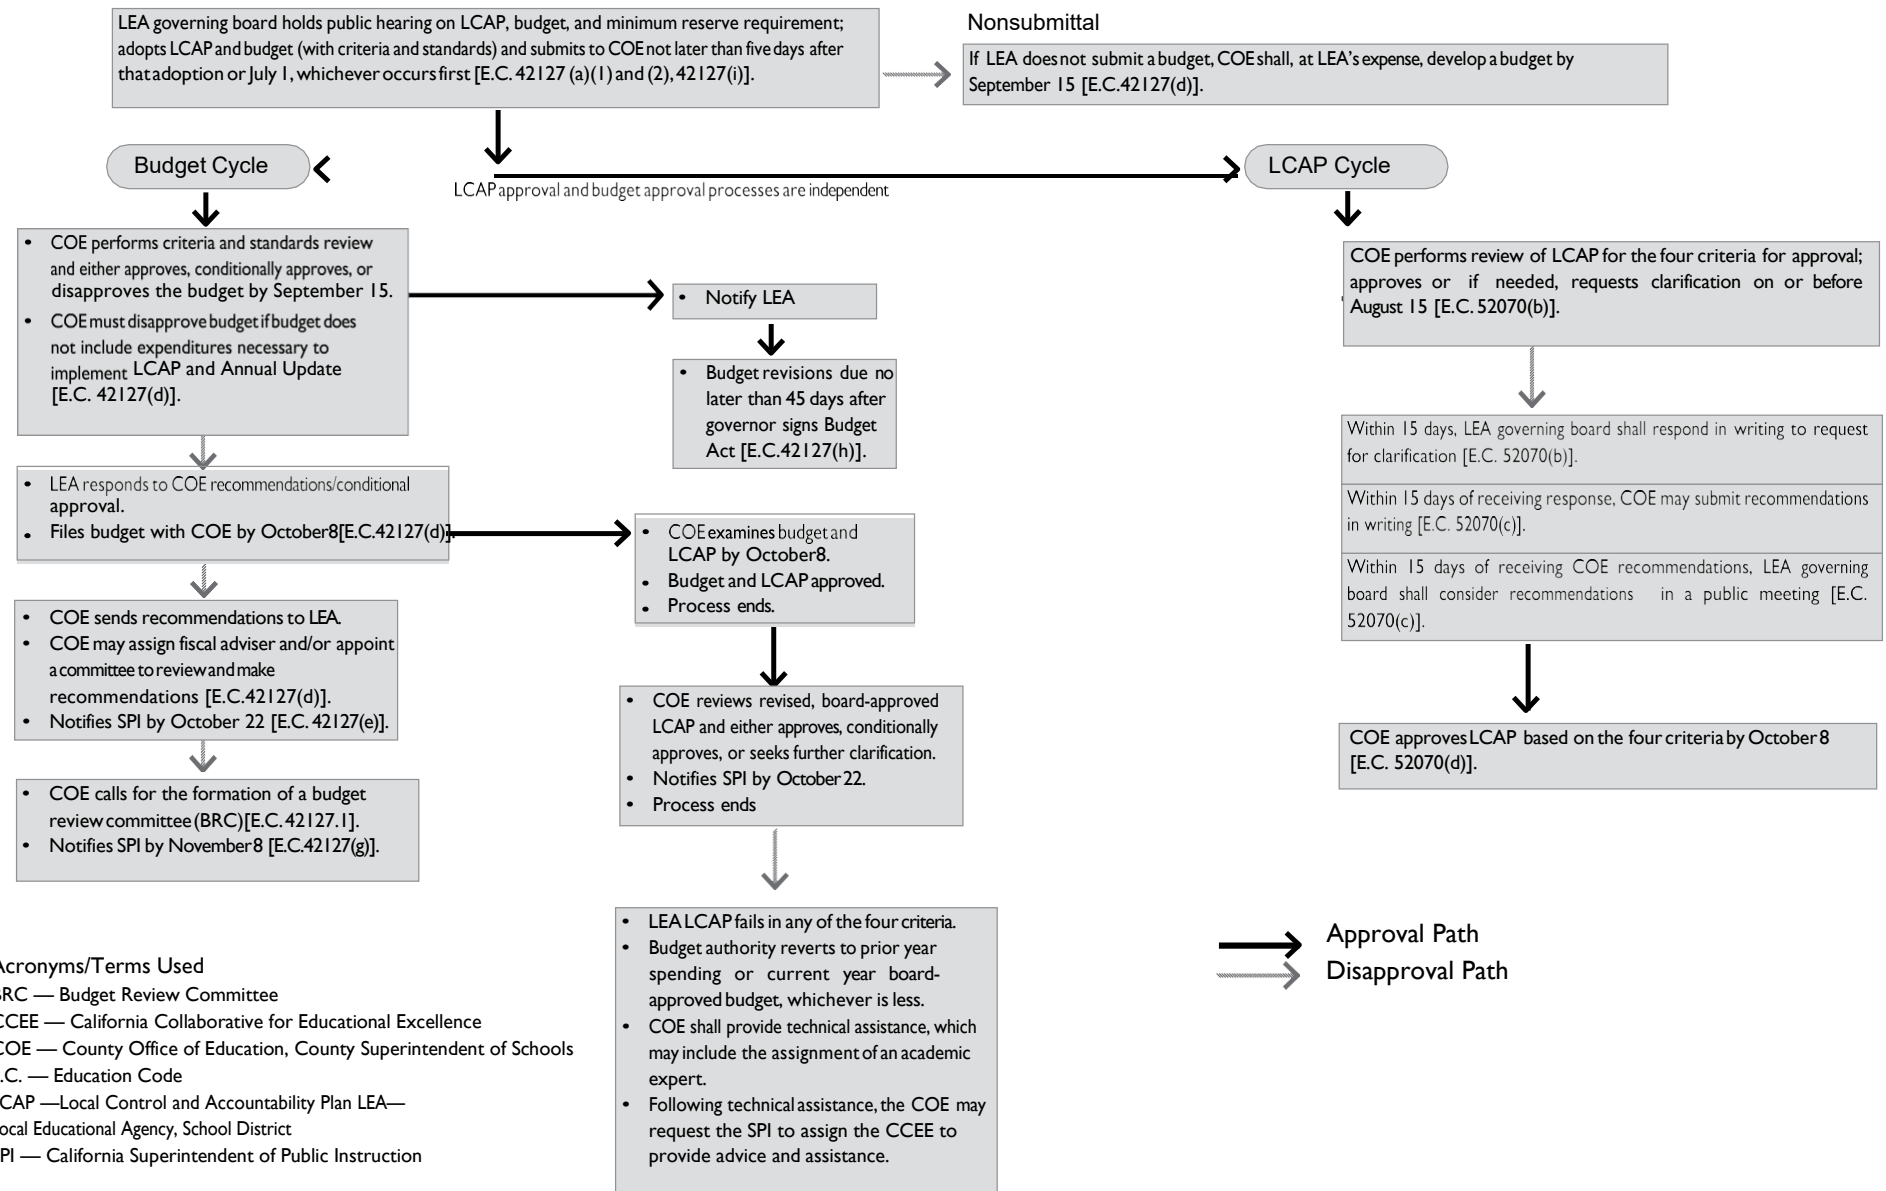 LEA governing board holds public hearing on LCAP, budget, and minimum reserve requirement;
adopts LCAP and budget (with criteria and standards) and submits to COE not later than five days after
that adoption or July 1, whichever occurs first [E.C. 42127 (a)(1) and (2), 42127(i)].
Nonsubmittal
If LEA does not submit a budget, COE shall, at LEA's expense, develop a budget by
September 15 [E.C.42127(d)].
Budget Cycle
LCAP approval and budget approval processes are independent
LCAP Cycle
• COE performs criteria and standards review
and either approves, conditionally approves, or
disapproves the budget by September 15.
• COE must disapprove budget if budget does
not include expenditures necessary to
implement LCAP and Annual Update
[E.C. 42127(d)].
• Notify LEA
• Budget revisions due no
later than 45 days after
governor signs Budget
Act [E.C.42127(h)].
• LEA responds to COE recommendations/conditional
approval.
• Files budget with COE by October8[E.C.42127(d)].
• COE examines budget and
LCAP by October8.
• Budget and LCAP approved.
• Process ends.
• COE sends recommendations to LEA.
• COE may assign fiscal adviser and/or appoint
a committee to review and make
recommendations [E.C.42127(d)].
• Notifies SPI by October 22 [E.C. 42127(e)].
• COE reviews revised, board-approved
LCAP and either approves, conditionally
approves, or seeks further clarification.
• Notifies SPI by October 22.
• Process ends
• COE calls for the formation of a budget
review committee (BRC)[E.C. 42127.1].
• Notifies SPI by November 8 [E.C.42127(g)].
• LEA LCAP fails in any of the four criteria.
• Budget authority reverts to prior year
spending or current year board-
approved budget, whichever is less.
• COE shall provide technical assistance, which
may include the assignment of an academic
expert.
• Following technical assistance, the COE may
request the SPI to assign the CCEE to
provide advice and assistance.
COE performs review of LCAP for the four criteria for approval;
approves or if needed, requests clarification on or before
August 15 [E.C. 52070(b)].
Within 15 days, LEA governing board shall respond in writing to request
for clarification [E.C. 52070(b)].
Within 15 days of receiving response, COE may submit recommendations
in writing [E.C. 52070(c)].
Within 15 days of receiving COE recommendations, LEA governing
board shall consider recommendations in a public meeting [E.C.
52070(c)].
COE approves LCAP based on the four criteria by October 8
[E.C. 52070(d)].
Approval Path
Disapproval Path
Acronyms/Terms Used
BRC — Budget Review Committee
CCEE — California Collaborative for Educational Excellence
COE — County Office of Education, County Superintendent of Schools
.C. — Education Code
CAP —Local Control and Accountability Plan LEA—
ocal Educational Agency, School District
PI — California Superintendent of Public Instruction